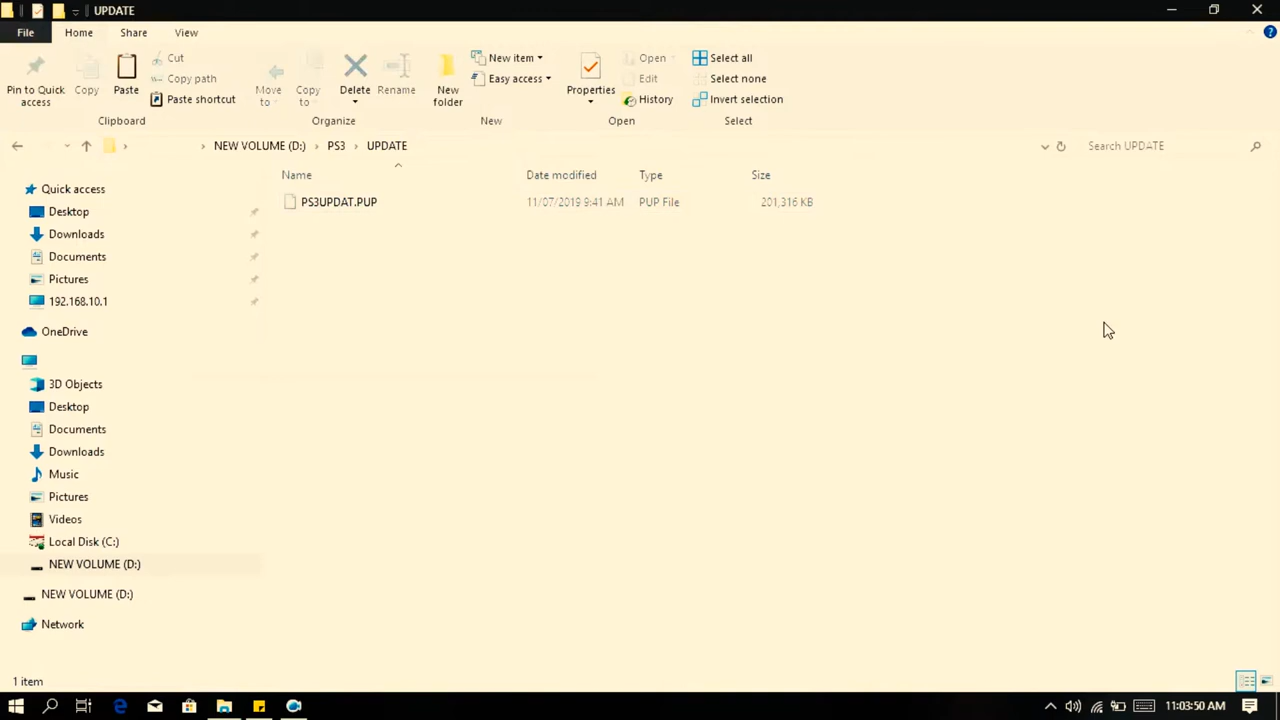 UPDATE
File Home Share View
Pin to Quick access
Copy
Paste
Cut
Copy path
Paste shortcut
Clipboard
Move to
Copy to
Delete
Rename
Organize
New folder
New item
Easy access
New
Properties
Open
Edit
History
Open
Select all
Select none
Invert selection
Select
NEW VOLUME (D:) PS3 UPDATE
Search UPDATE
Name Date modified Type Size
PS3UPDAT.PUP 11/07/2019 9:41 AM PUP File 201,316 KB
Quick access
Desktop
Downloads
Documents
Pictures
192.168.10.1
OneDrive
3D Objects
Desktop
Documents
Downloads
Music
Pictures
Videos
Local Disk (C:)
NEW VOLUME (D:)
NEW VOLUME (D:)
Network
1 item
11:03:50 AM